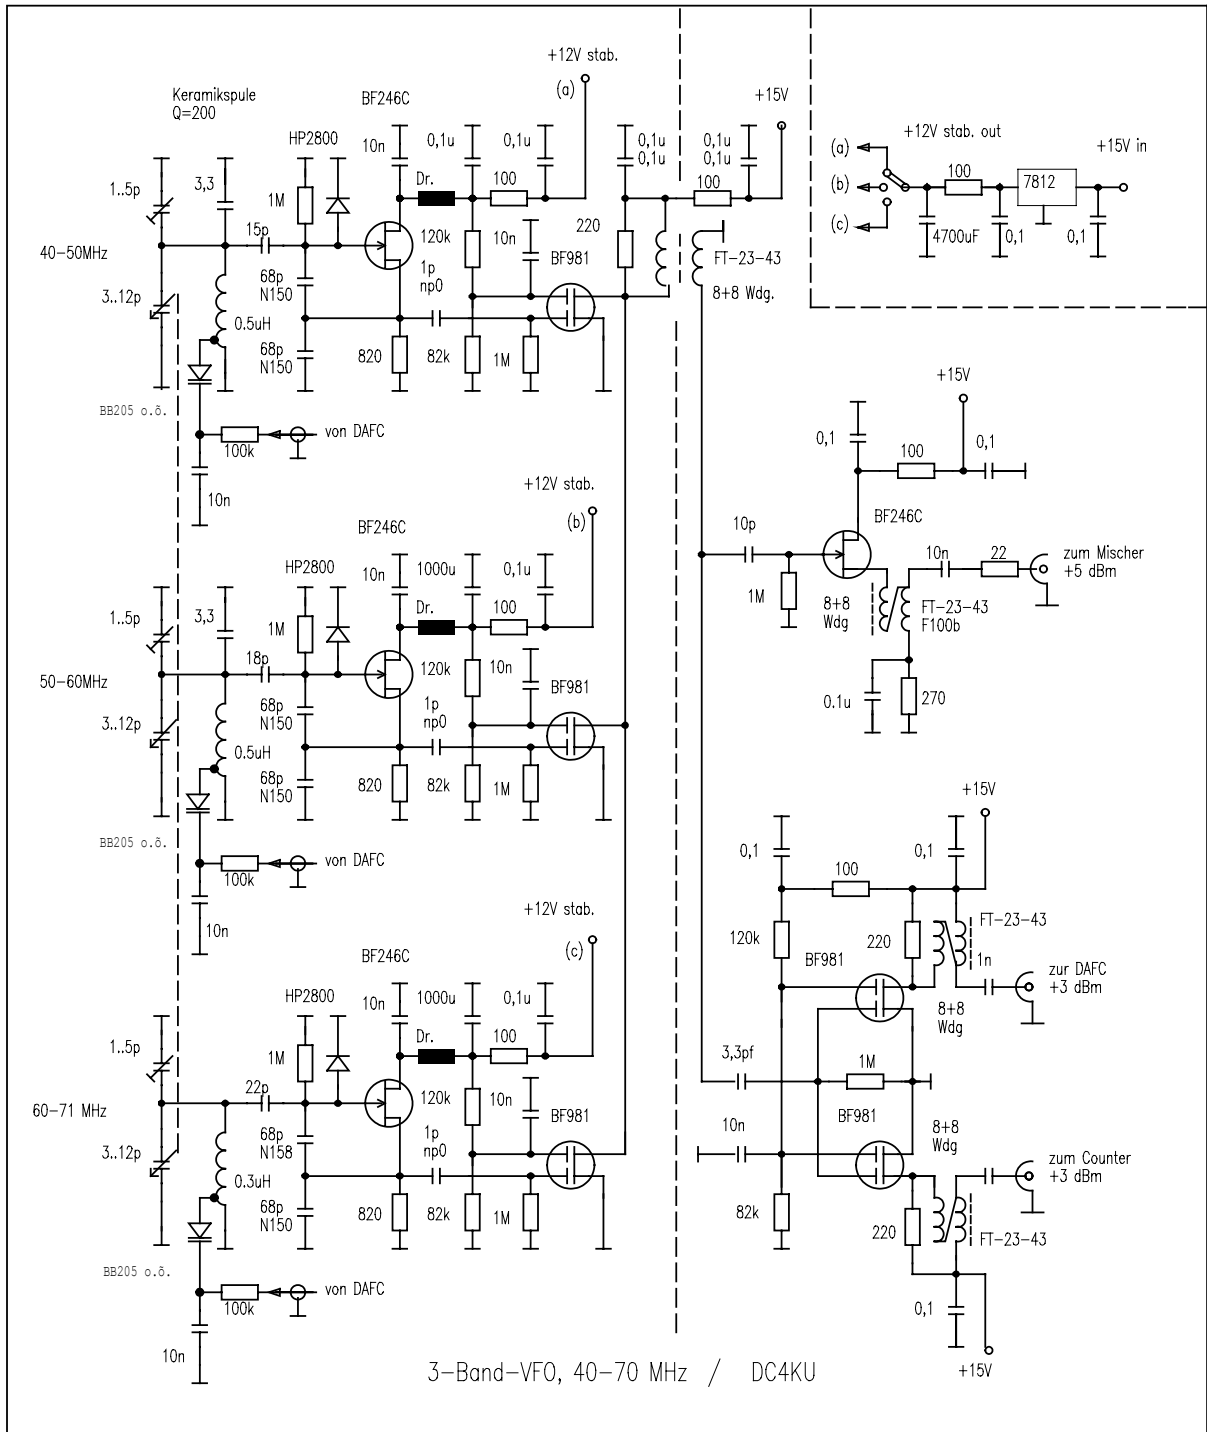 +12V stab.
(a)
Keramikspule
Q=200
BF246C
HP2800
10n
0,1u
0,1u
0,1u
0,1u
0,1u
0,1u
+15V
+12V stab. out
+15V in
(a)
(b)
(c)
100
7812
4700uF
0,1
0,1
1..5p
3,3
1M
Dr.
100
100
15p
120k
10n
220
BF981
FT-23-43
8+8 Wdg.
40-50MHz
68p
N150
1p
np0
3..12p
0.5uH
68p
N150
820
82k
1M
BB205 o.õ.
von DAFC
100k
10n
+12V stab.
(b)
BF246C
HP2800
10n
1000u
0,1u
1..5p
3,3
1M
Dr.
100
18p
120k
10n
BF981
50-60MHz
68p
N150
1p
np0
3..12p
0.5uH
68p
N150
820
82k
1M
BB205 o.õ.
von DAFC
100k
10n
+12V stab.
(c)
BF246C
HP2800
10n
1000u
0,1u
1..5p
1M
Dr.
100
22p
120k
10n
BF981
60-71 MHz
68p
N158
1p
np0
3..12p
0.3uH
68p
N150
820
82k
1M
BB205 o.õ.
von DAFC
100k
10n
+15V
0,1
100
0,1
BF246C
10p
1M
10n
22
zum Mischer
+5 dBm
8+8
Wdg
FT-23-43
F100b
0.1u
270
+15V
0,1
100
0,1
120k
220
FT-23-43
BF981
1n
zur DAFC
+3 dBm
8+8
Wdg
3,3pf
1M
10n
BF981
8+8
Wdg
zum Counter
+3 dBm
82k
220
FT-23-43
0,1
+15V
3-Band-VFO, 40-70 MHz / DC4KU